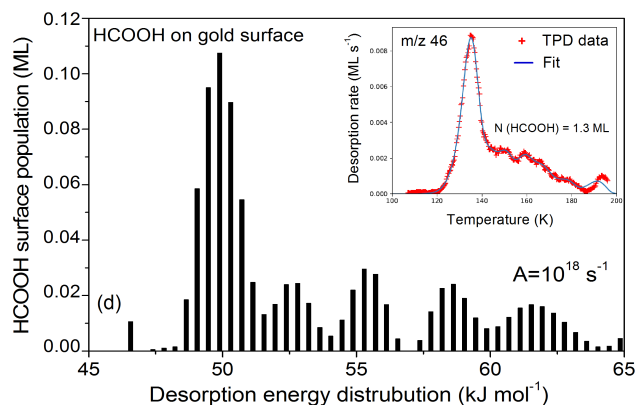 HCOOH on gold surface
HCOOH surface population (ML)
0.12
0.10
0.08
0.06
0.04
0.02
0.00
(d)
A=10¹⁸ s⁻¹
45
50
55
60
65
Desorption energy distrubution (kJ mol⁻¹)
m/z 46
TPD data
Fit
N (HCOOH) = 1.3 ML
Desorption rate (ML s⁻¹)
0.008
0.006
0.004
0.002
0.000
100
120
140
160
180
200
Temperature (K)